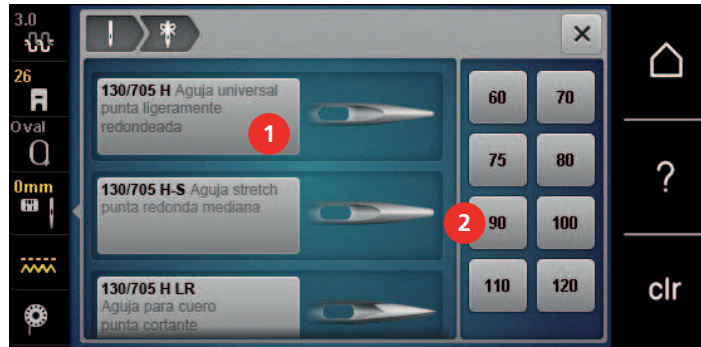 3.0
26
Oval
0mm
130/705 H Aguja universal
punta ligeramente
redondeada
1
130/705 H-S Aguja stretch
punta redonda mediana
130/705 H LR
Aguja para cuero
punta cortante
60 70
75 80
2 90 100
110 120
?
clr